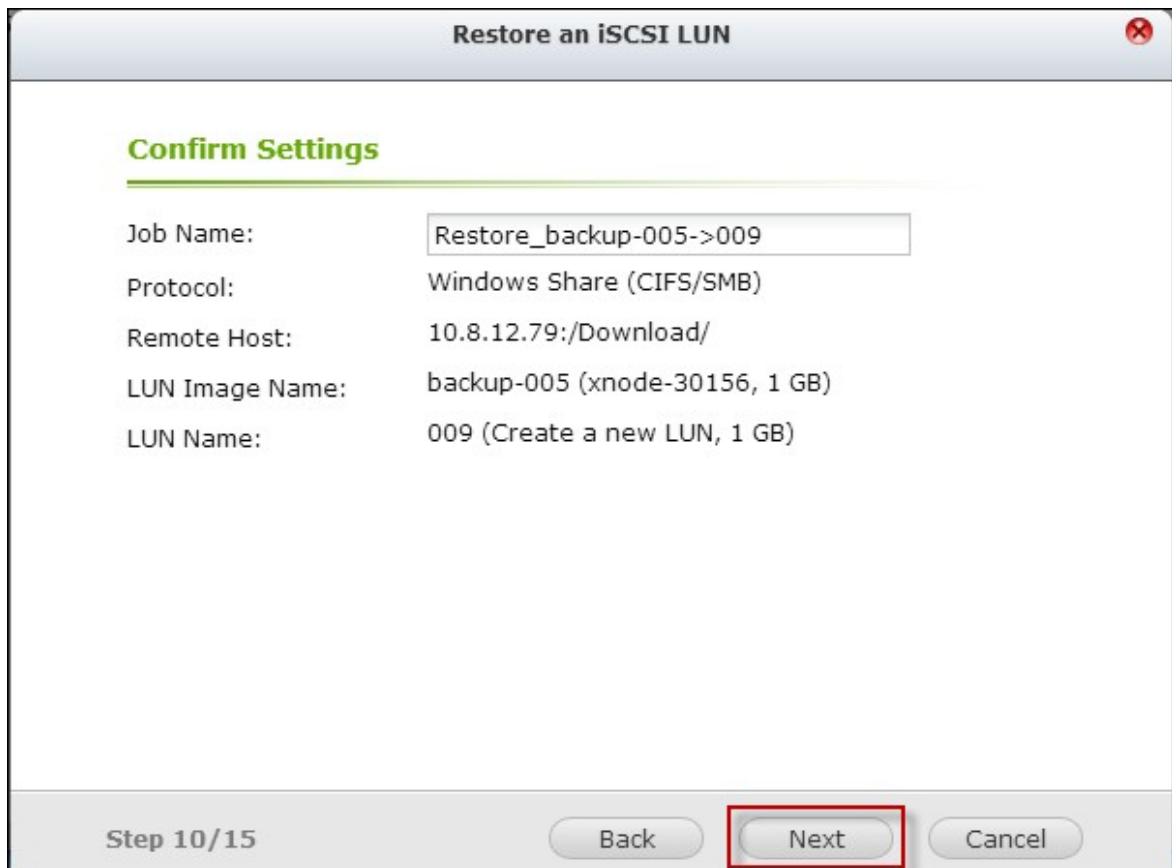 Restore an iSCSI LUN
Confirm Settings
Job Name: Restore_backup-005->009
Protocol: Windows Share (CIFS/SMB)
Remote Host: 10.8.12.79:/Download/
LUN Image Name: backup-005 (xnode-30156, 1 GB)
LUN Name: 009 (Create a new LUN, 1 GB)
Step 10/15 Back Next Cancel